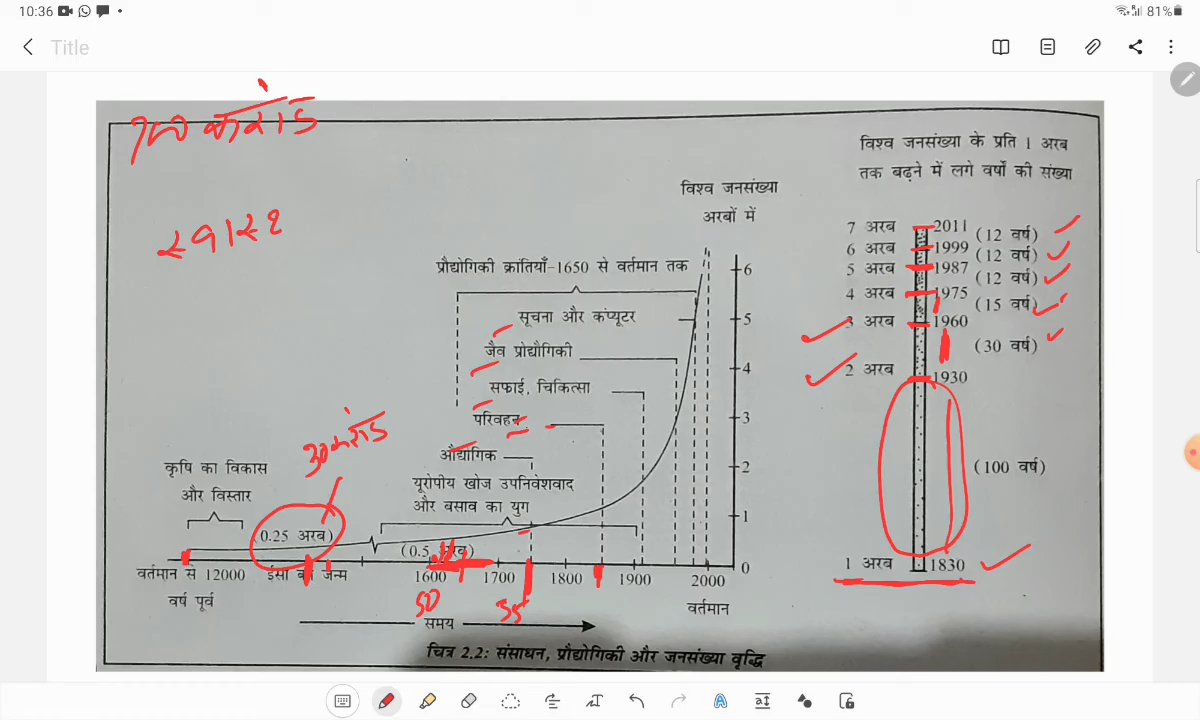 10:36
81%
Title
700 करोड
विश्व जनसंख्या के प्रति 1 अरब
तक बढ़ने में लगे वर्षों की संख्या
विश्व जनसंख्या
अरबों में
7 अरब 2011 (12 वर्ष)
6 अरब 1999 (12 वर्ष)
5 अरब 1987 (12 वर्ष)
4 अरब 1975 (15 वर्ष)
3 अरब 1960 (30 वर्ष)
2 अरब 1930
(100 वर्ष)
1 अरब 1830
प्रौद्योगिकी क्रांतियाँ-1650 से वर्तमान तक
6
सूचना और कंप्यूटर
5
जैव प्रोद्योगिकी
4
सफाई, चिकित्सा
परिवहन
3
30 करोड
औद्योगिक
2
कृषि का विकास
और विस्तार
यूरोपीय खोज उपनिवेशवाद
और बसाव का युग
1
(0.25 अरब)
(0.5 अरब)
0
वर्तमान से 12000
वर्ष पूर्व
ईसा का जन्म
1600 1700 1800 1900 2000
वर्तमान
50
समय
चित्र 2.2: संसाधन, प्रौद्योगिकी और जनसंख्या वृद्धि